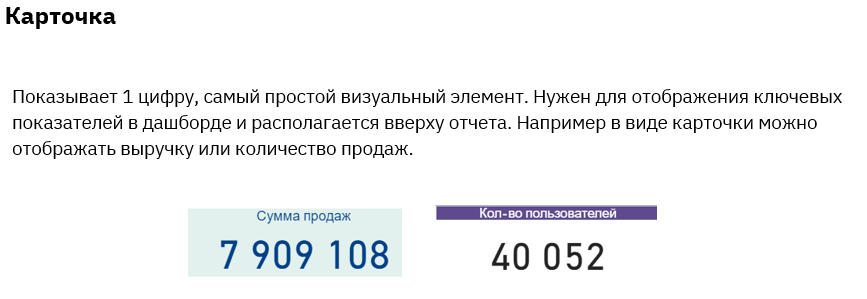 Карточка
Показывает 1 цифру, самый простой визуальный элемент. Нужен для отображения ключевых
показателей в дашборде и располагается вверху отчета. Например в виде карточки можно
отображать выручку или количество продаж.
Сумма продаж
7 909 108
Кол-во пользователей
40 052